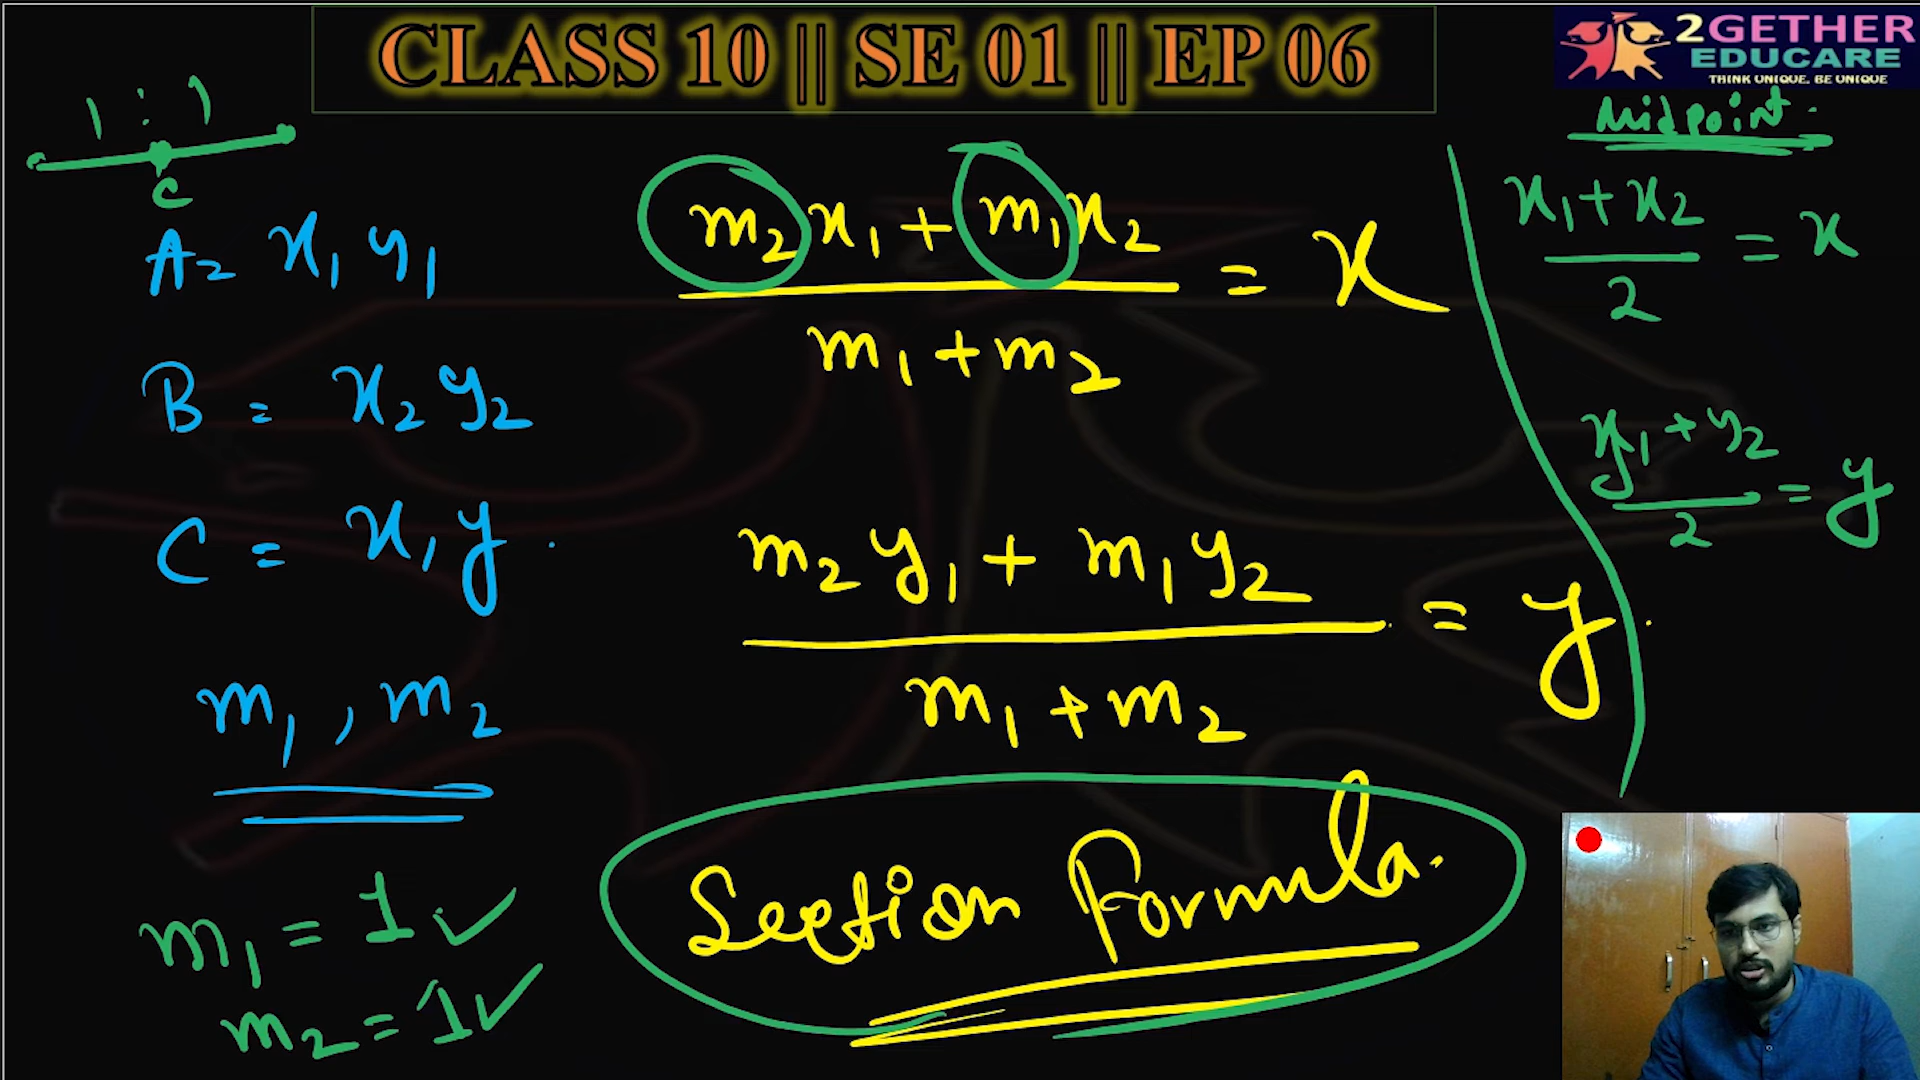 CLASS 10 || SE 01 || EP 06
2GETHER
EDUCARE
THINK UNIQUE, BE UNIQUE
1 : 1
C
A = x₁ y₁
B = x₂ y₂
C = x, y.
m₁, m₂
m₁ = 1 ✓
m₂ = 1 ✓
m₂x₁ + m₁x₂
m₁ + m₂
= x
m₂y₁ + m₁y₂
m₁ + m₂
= y.
Section Formula.
Midpoint.
x₁ + x₂
2
= x
y₁ + y₂
2
= y